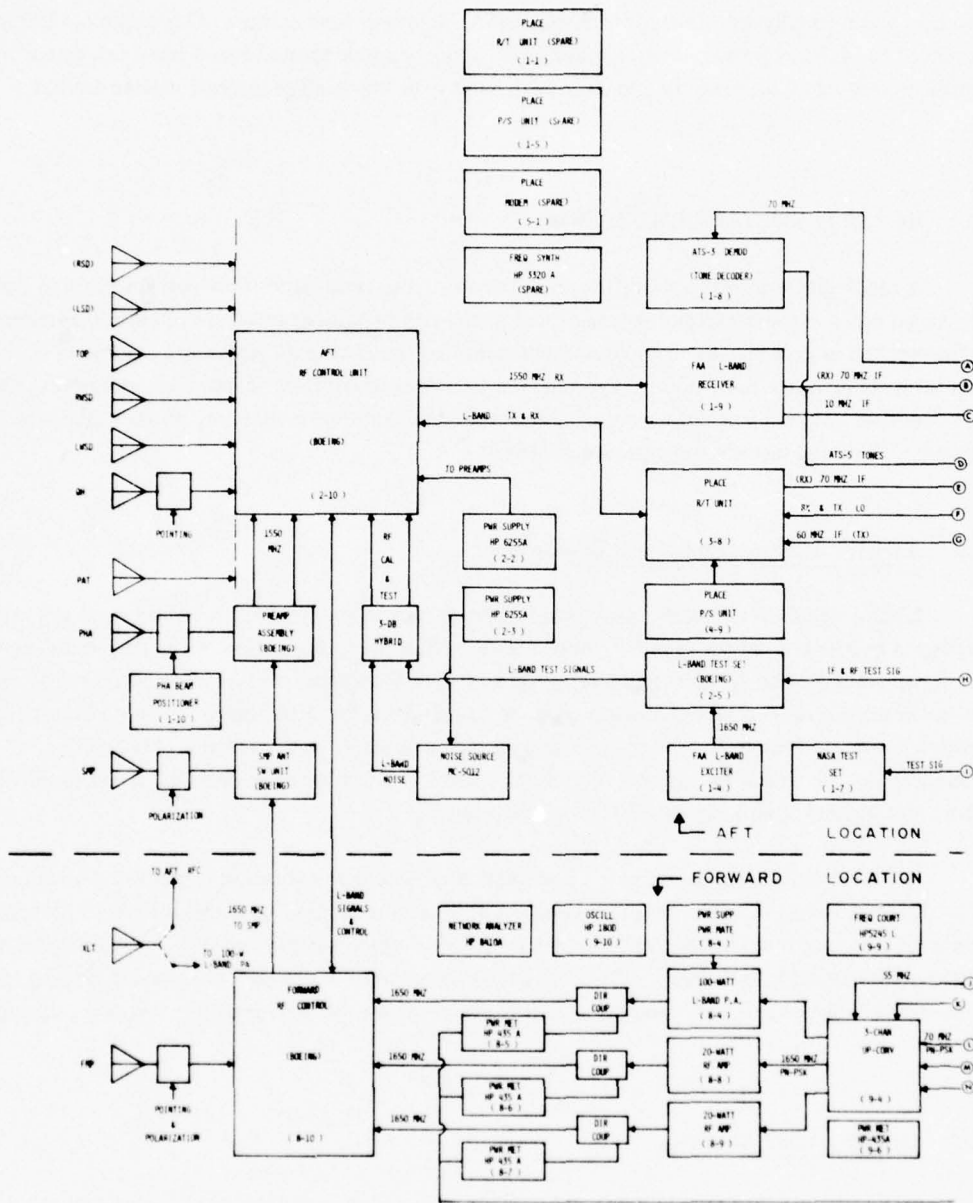 PLACE
R/T UNIT (SPARE)
( 1-1 )
PLACE
P/S UNIT (SPARE)
( 1-5 )
PLACE
MODEM (SPARE)
( 5-1 )
FREQ SYNTH
HP 3320 A
(SPARE)
70 MHZ
ATS-3 DEMOD
(TONE DECODER)
( 1-8 )
(RSD)
(LSD)
TOP
RWSD
LWSD
QH
POINTING
PAT
PHA
PHA BEAM
POSITIONER
( 1-10 )
SMP
POLARIZATION
AFT
RF CONTROL UNIT
(BOEING)
( 2-10 )
1550 MHZ RX
L-BAND TX & RX
TO PREAMPS
FAA L-BAND
RECEIVER
( 1-9 )
(RX) 70 MHZ IF
10 MHZ IF
ATS-5 TONES
PLACE
R/T UNIT
( 3-8 )
(RX) 70 MHZ IF
RX & TX LO
60 MHZ IF (TX)
A
B
C
D
E
F
G
PWR SUPPLY
HP 6255A
( 2-2 )
PWR SUPPLY
HP 6255A
( 2-3 )
PLACE
P/S UNIT
(4-9 )
1550
MHZ
RF
CAL
&
TEST
PREAMP
ASSEMBLY
(BOEING)
3-DB
HYBRID
L-BAND TEST SIGNALS
L-BAND TEST SET
(BOEING)
( 2-5 )
IF & RF TEST SIG
H
1650 MHZ
SMP ANT
SW UNIT
(BOEING)
L-BAND
NOISE
NOISE SOURCE
MC-5012
FAA L-BAND
EXCITER
( 1-4 )
NASA TEST
SET
( 1-7 )
TEST SIG
I
AFT LOCATION
FORWARD LOCATION
TO AFT RFC
XLT
TO 100-W
L-BAND PA
1650 MHZ
TO SMP
L-BAND
SIGNALS
&
CONTROL
NETWORK ANALYZER
HP 8410A
OSCILL
HP 180D
( 9-10 )
PWR SUPP
PWR MATE
( 8-4 )
FREQ COUNT
HP5245 L
( 9-9 )
FORWARD
RF CONTROL
(BOEING)
( 8-10 )
1650 MHZ
DIR
COUP
100-WATT
L-BAND P.A.
( 8-4 )
55 MHZ
J
K
PWR MET
HP 435 A
( 8-5 )
1650 MHZ
DIR
COUP
20-WATT
RF AMP
( 8-8 )
1650 MHZ
PN-PSK
3-CHAN
UP-CONV
( 9-4 )
70 MHZ
PN-PSK
L
M
N
FMP
POINTING
&
POLARIZATION
PWR MET
HP 435 A
( 8-6 )
1650 MHZ
DIR
COUP
20-WATT
RF AMP
( 8-9 )
PWR MET
HP 435 A
( 8-7 )
PWR MET
HP-435A
( 9-6 )